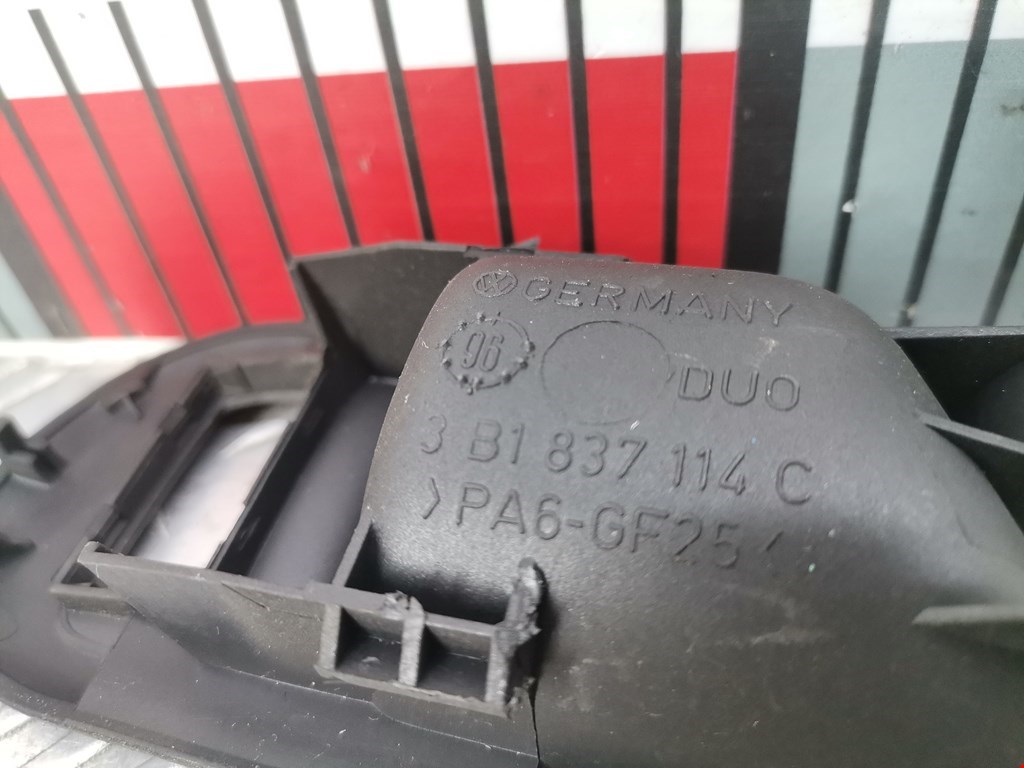 GERMANY
96
DUO
3 B1 837 114 C
>PA6-GF25<